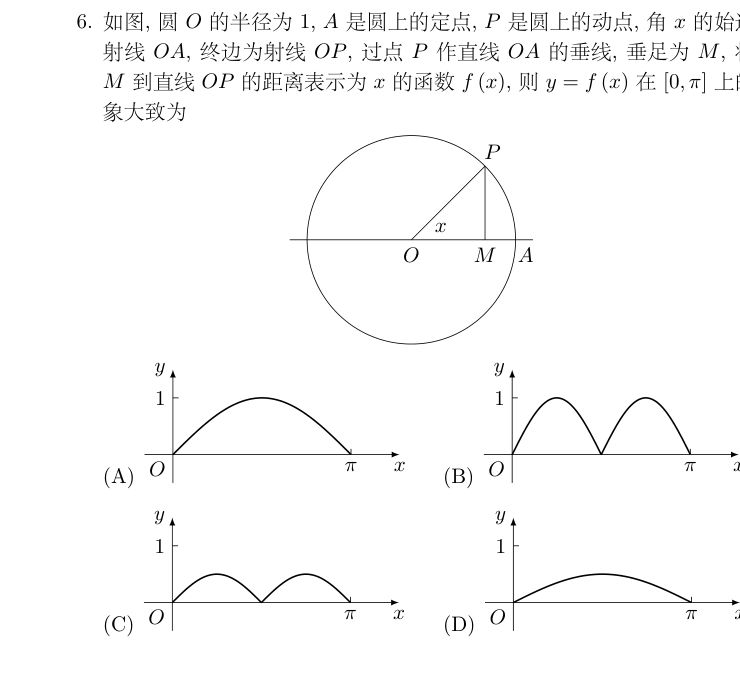 6. 如图, 圆 O 的半径为 1, A 是圆上的定点, P 是圆上的动点, 角 x 的始
射线 OA, 终边为射线 OP, 过点 P 作直线 OA 的垂线, 垂足为 M,
M 到直线 OP 的距离表示为 x 的函数 f (x), 则 y = f (x) 在 [0, π] 上
象大致为
P
x
O M A
y
1
O π x
(A)
y
1
O π
(B)
y
1
O π x
(C)
y
1
O π
(D)